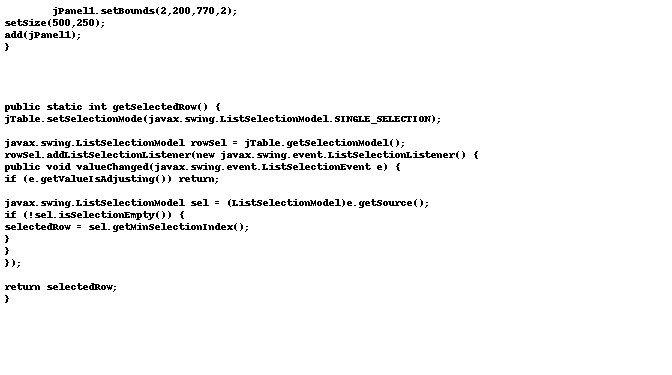 jPanel1.setBounds(2,200,770,2);
setSize(500,250);
add(jPanel1);
}
public static int getSelectedRow() {
jTable.setSelectionMode(javax.swing.ListSelectionModel.SINGLE_SELECTION);
javax.swing.ListSelectionModel rowSel = jTable.getSelectionModel();
rowSel.addListSelectionListener(new javax.swing.event.ListSelectionListener() {
public void valueChanged(javax.swing.event.ListSelectionEvent e) {
if (e.getValueIsAdjusting()) return;
javax.swing.ListSelectionModel sel = (ListSelectionModel)e.getSource();
if (!sel.isSelectionEmpty()) {
selectedRow = sel.getMinSelectionIndex();
}
}
});
return selectedRow;
}